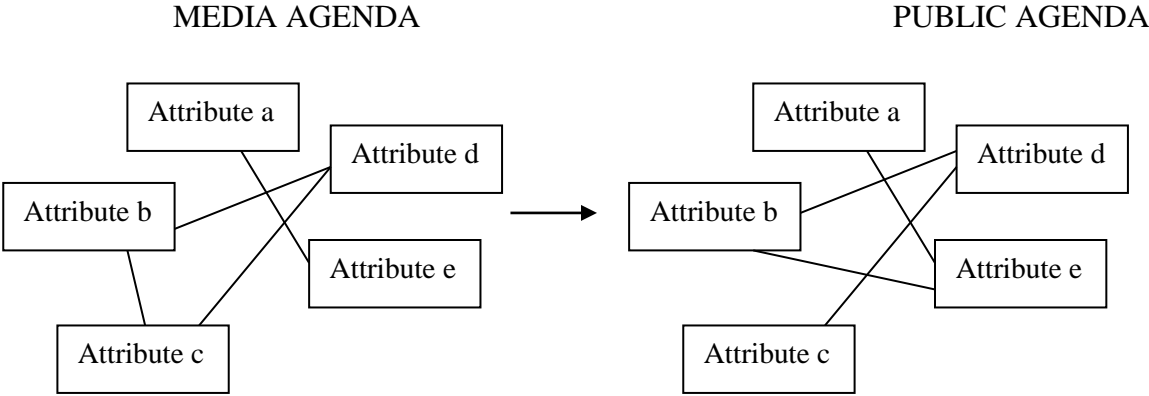 MEDIA AGENDA
Attribute a
Attribute d
Attribute b
Attribute e
Attribute c
PUBLIC AGENDA
Attribute a
Attribute d
Attribute b
Attribute e
Attribute c